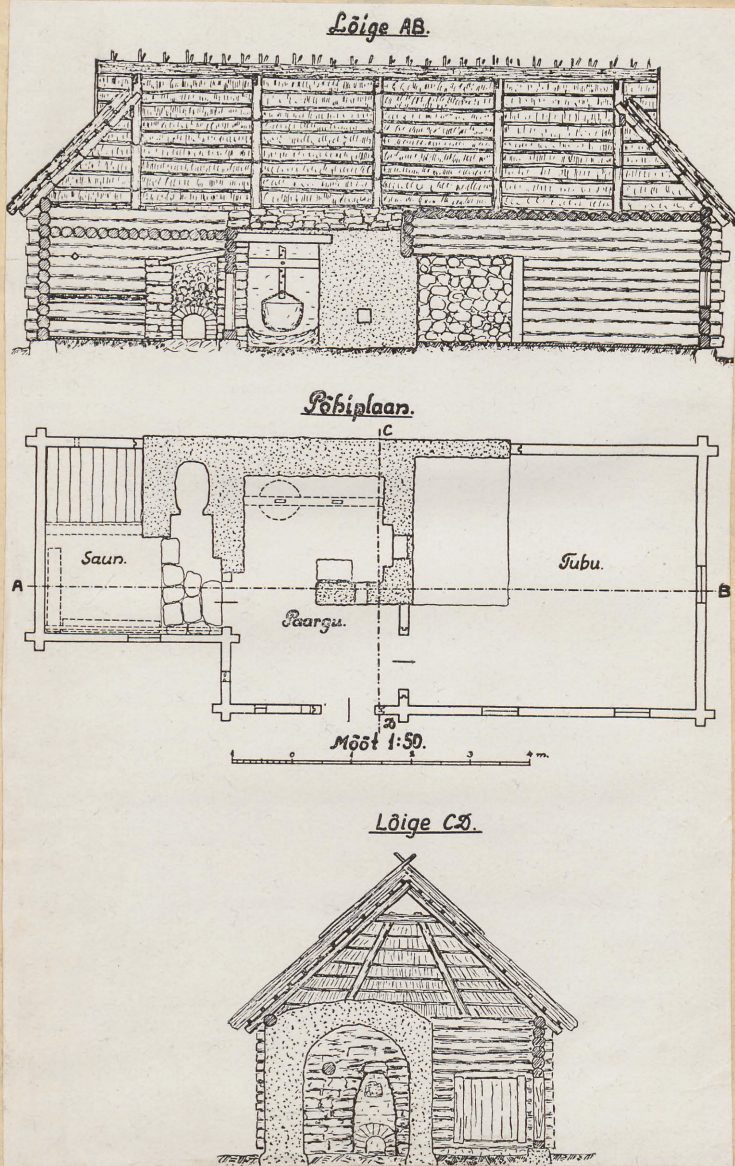 Lõige AB.
Põhiplaan.
C
Saun.
Tubu.
A
B
Paargu.
D
Mõõt 1:50.
1 0 1 2 3 4 m.
Lõige CD.